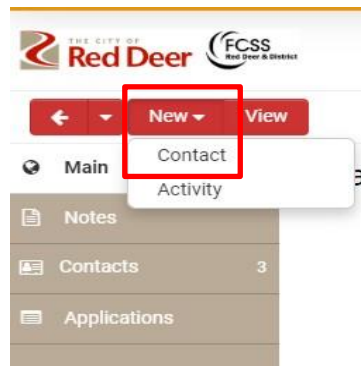 THE CITY OF
Red Deer
FCSS
Red Deer & District
New
View
Contact
Activity
Main
Notes
Contacts 3
Applications